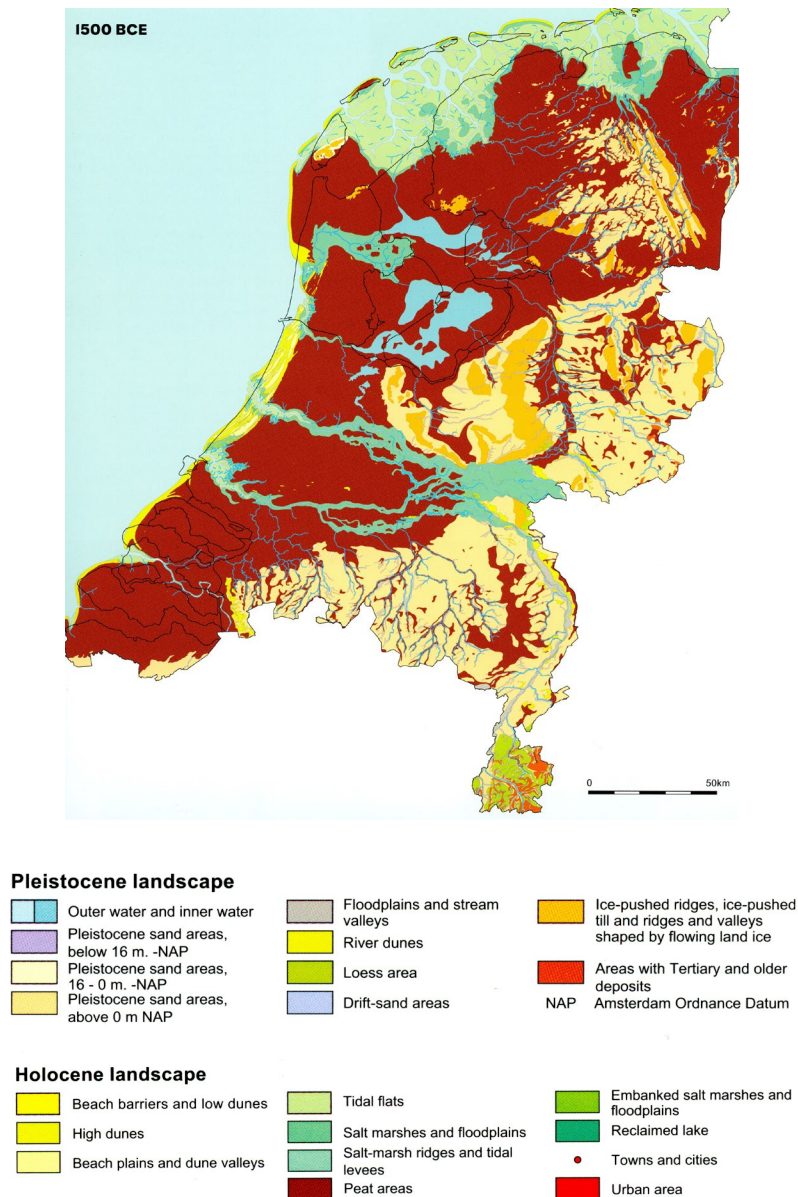 1500 BCE
0 50km
Pleistocene landscape
Outer water and inner water
Pleistocene sand areas,
below 16 m. -NAP
Pleistocene sand areas,
16 - 0 m. -NAP
Pleistocene sand areas,
above 0 m NAP
Floodplains and stream
valleys
River dunes
Loess area
Drift-sand areas
Ice-pushed ridges, ice-pushed
till and ridges and valleys
shaped by flowing land ice
Areas with Tertiary and older
deposits
NAP Amsterdam Ordnance Datum
Holocene landscape
Beach barriers and low dunes
High dunes
Beach plains and dune valleys
Tidal flats
Salt marshes and floodplains
Salt-marsh ridges and tidal
levees
Peat areas
Embanked salt marshes and
floodplains
Reclaimed lake
Towns and cities
Urban area